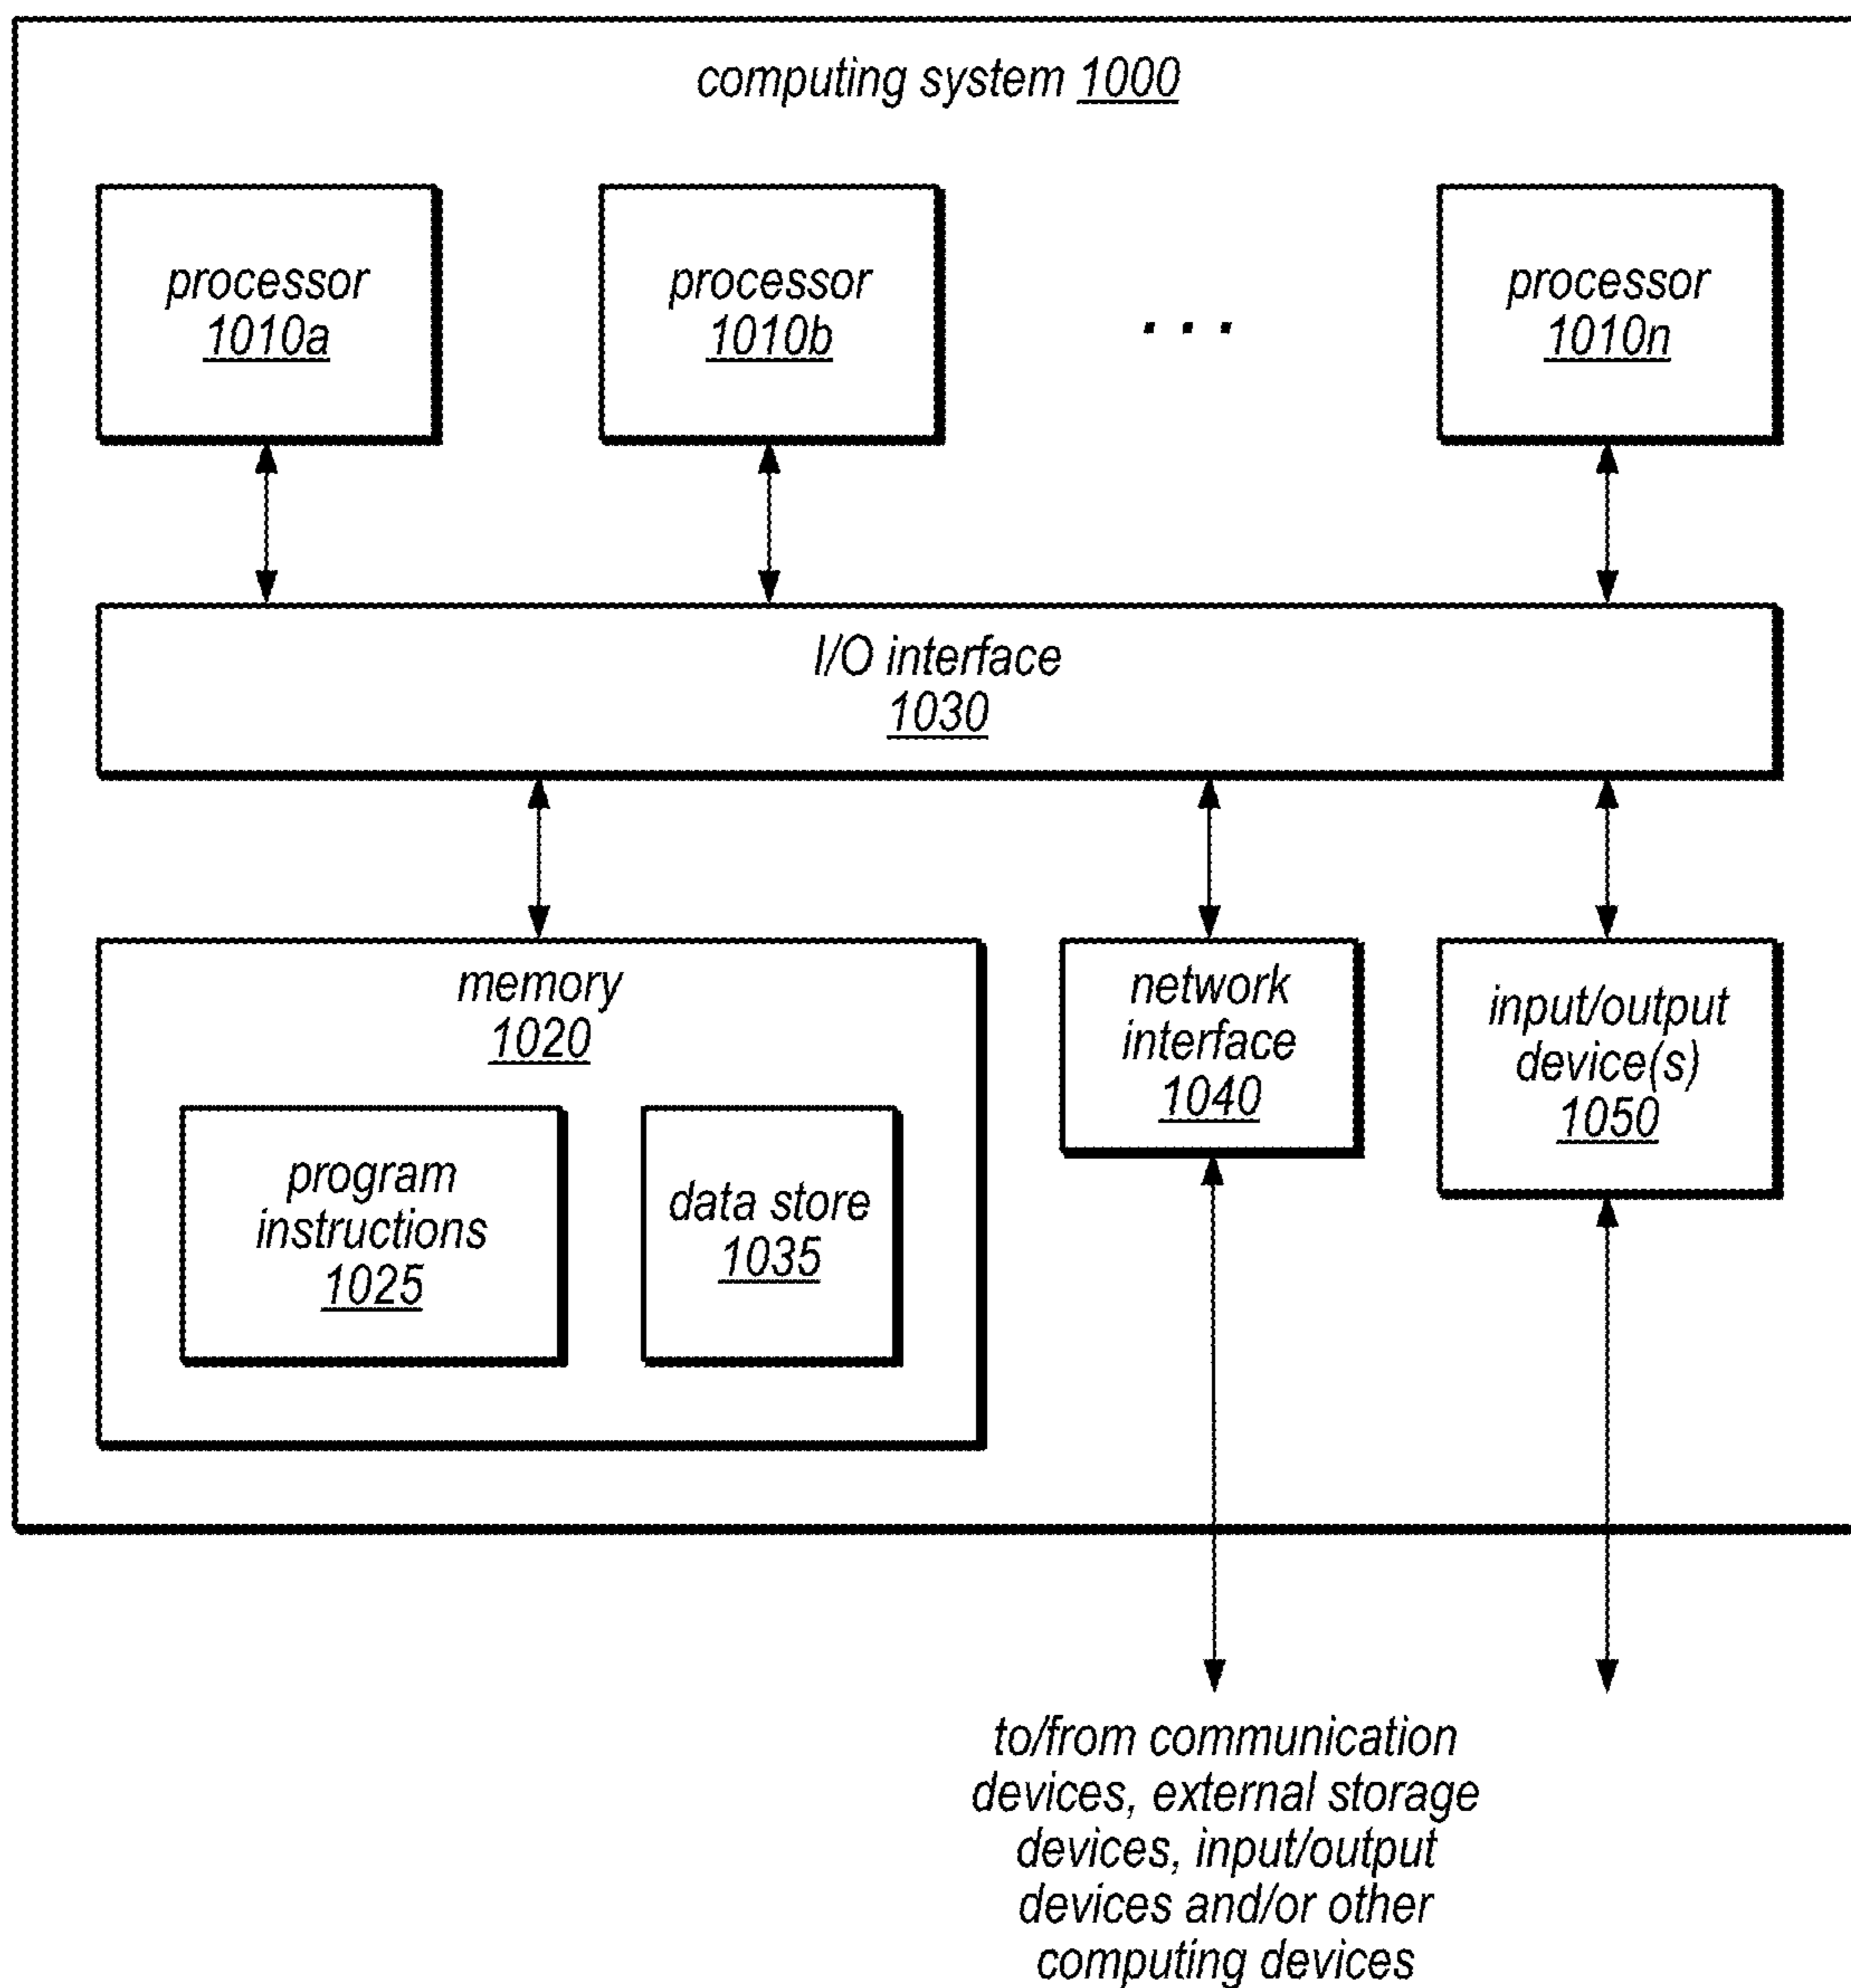 computing system 1000
processor
1010a
processor
1010b
. . .
processor
1010n
I/O interface
1030
memory
1020
program
instructions
1025
data store
1035
network
interface
1040
input/output
device(s)
1050
to/from communication
devices, external storage
devices, input/output
devices and/or other
computing devices